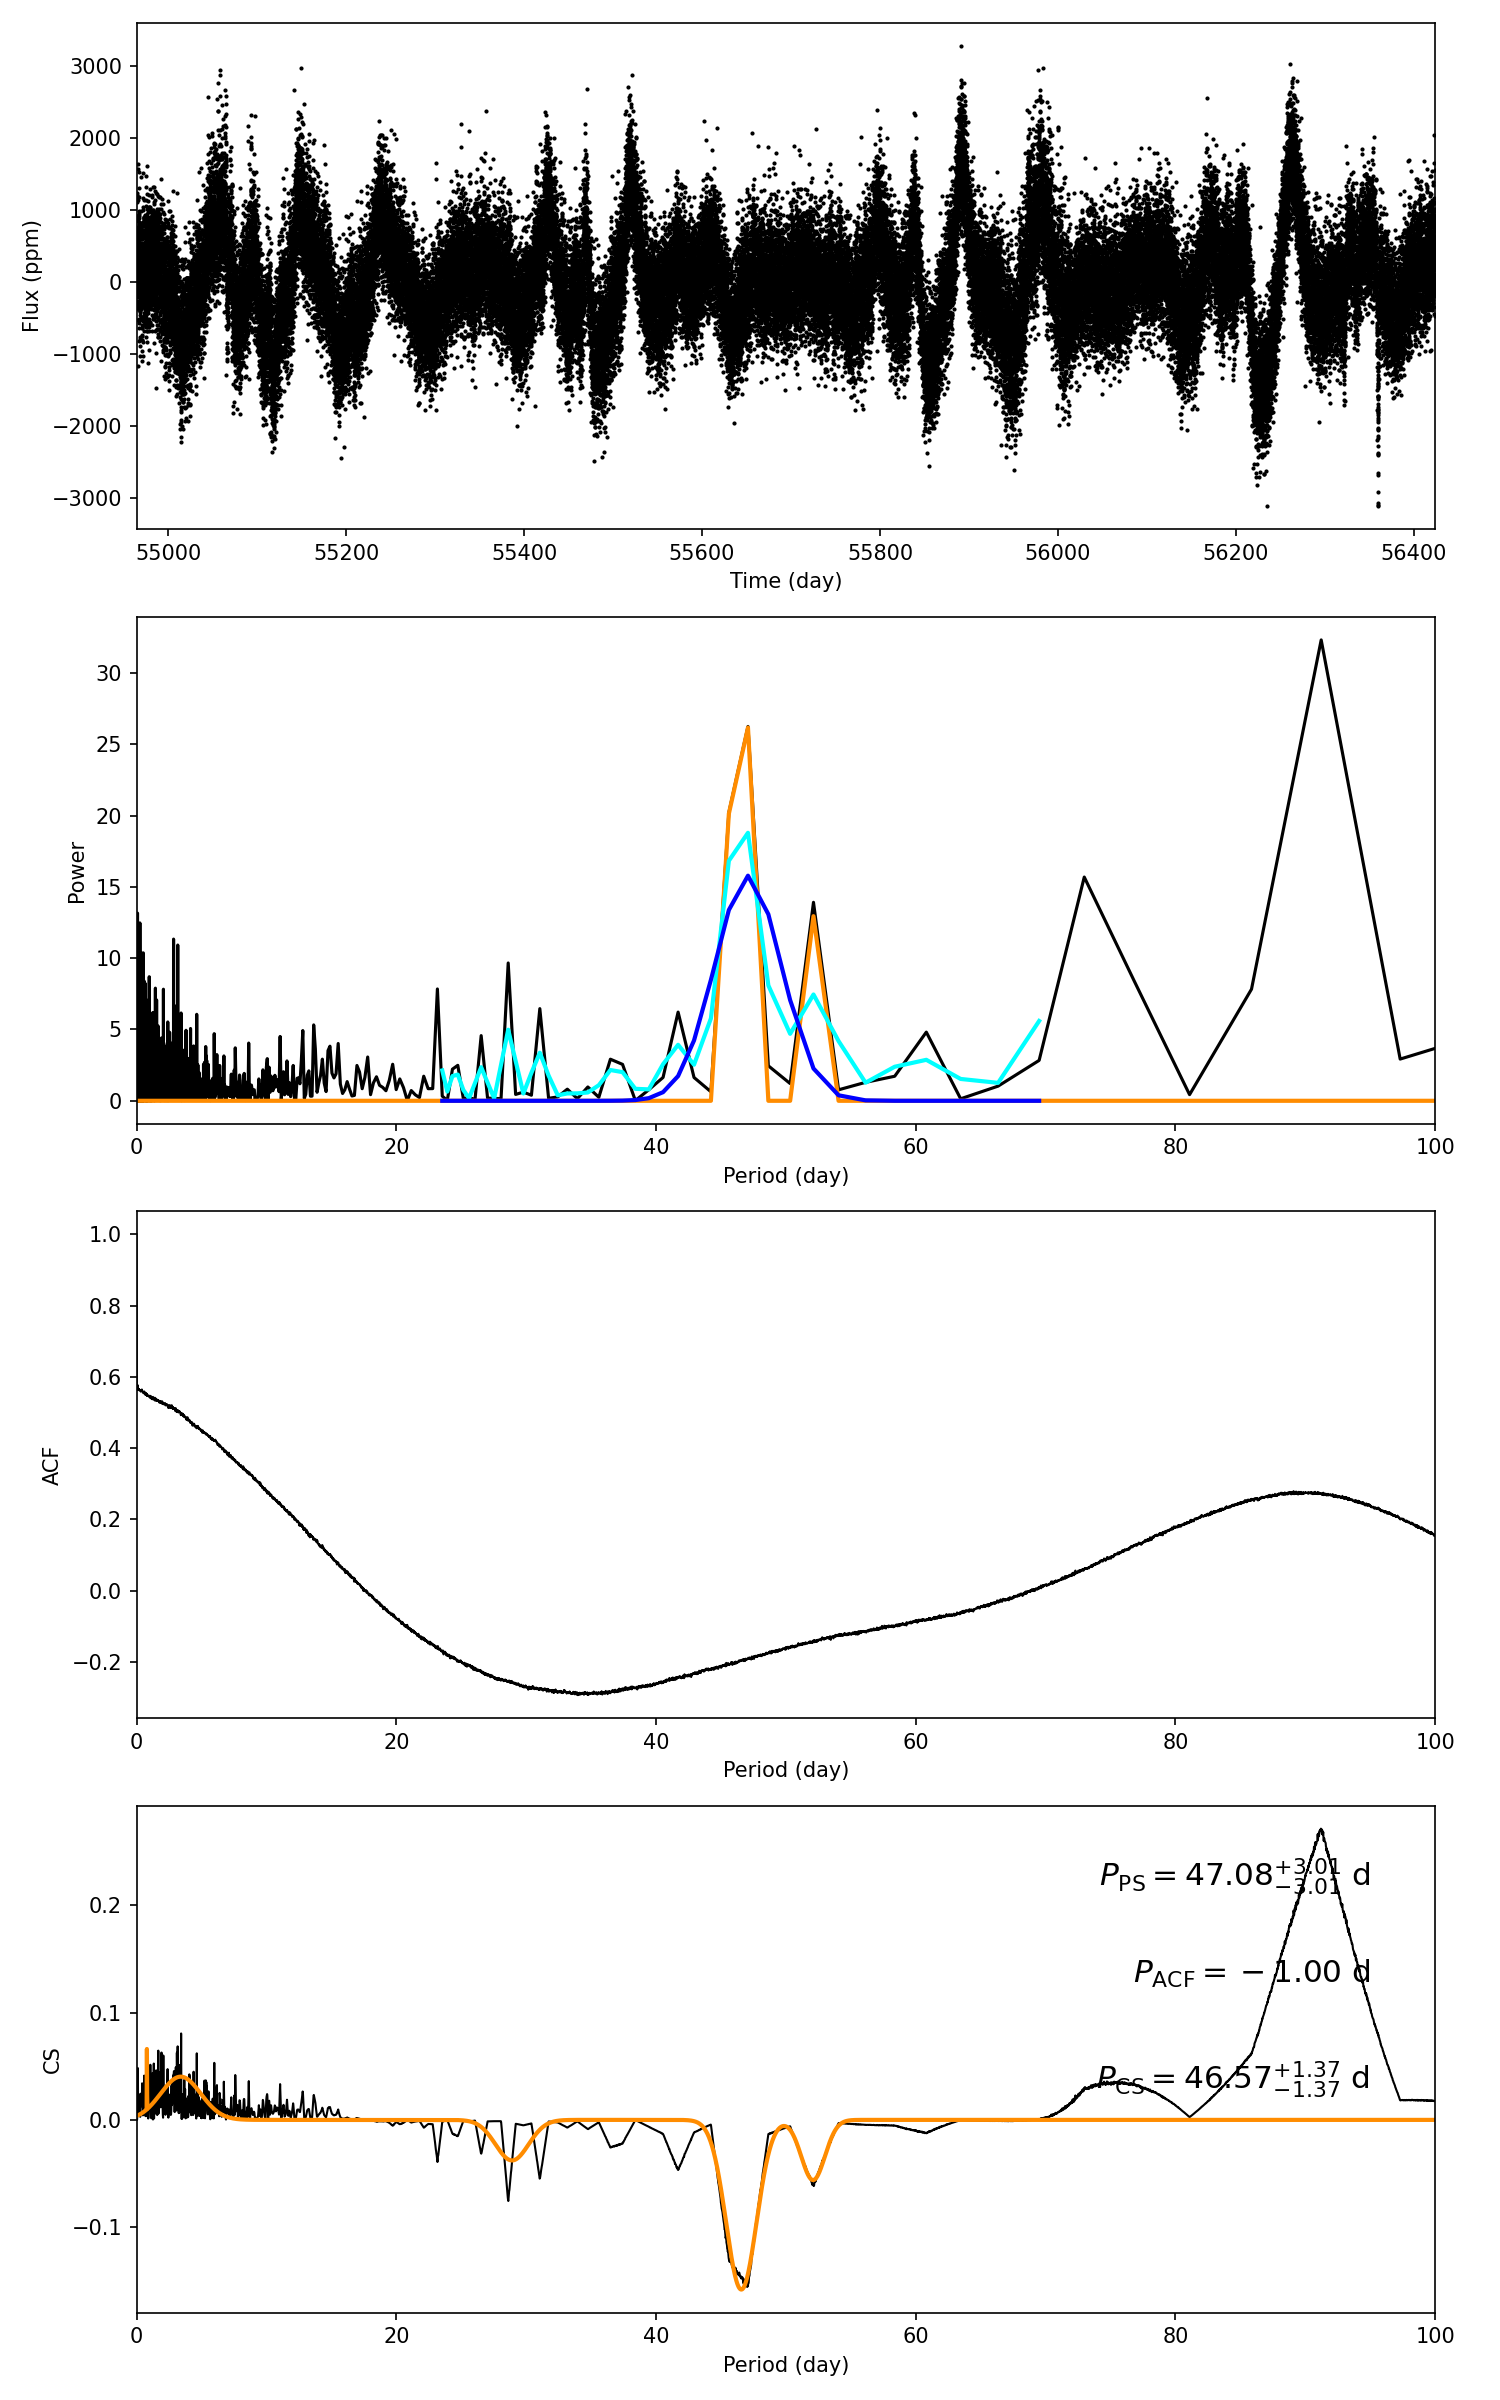 3000
2000
1000
0
−1000
−2000
−3000
Flux (ppm)
55000 55200 55400 55600 55800 56000 56200 56400
Time (day)
30
25
20
15
10
5
0
Power
0 20 40 60 80 100
Period (day)
1.0
0.8
0.6
0.4
0.2
0.0
−0.2
ACF
0 20 40 60 80 100
Period (day)
0.2
0.1
0.0
−0.1
CS
P_PS = 47.08 +3.01 −3.01 d
P_ACF = −1.00 d
P_CS = 46.57 +1.37 −1.37 d
0 20 40 60 80 100
Period (day)